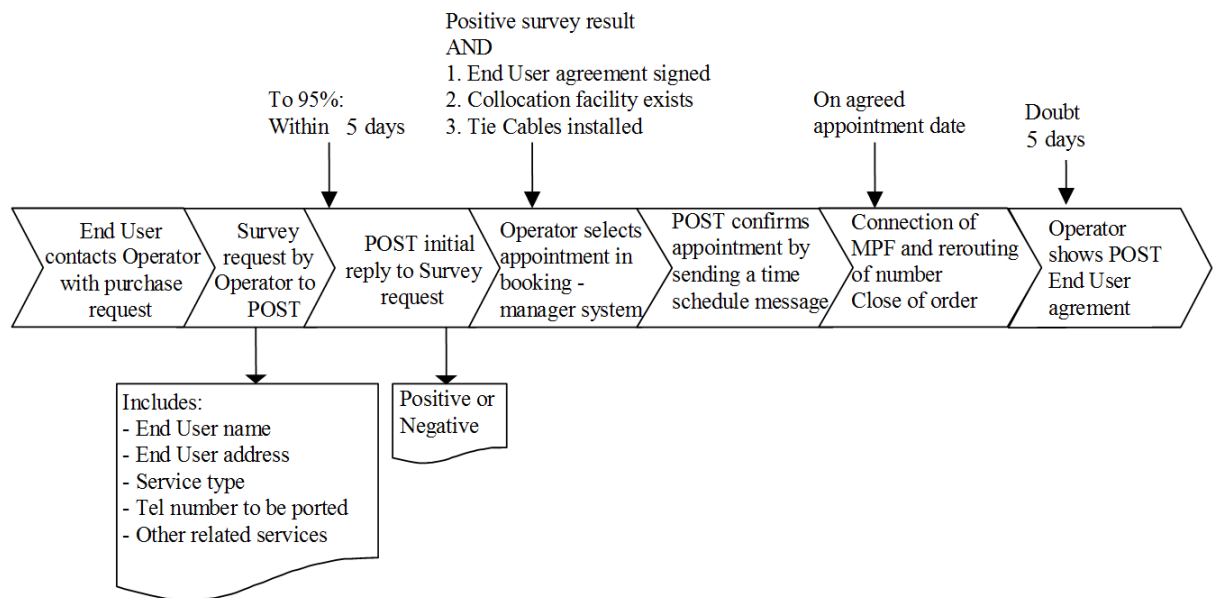 Positive survey result
AND
1. End User agreement signed
2. Collocation facility exists
3. Tie Cables installed
To 95%:
Within 5 days
On agreed
appointment date
Doubt
5 days
End User
contacts Operator
with purchase
request
Survey
request by
Operator to
POST
POST initial
reply to Survey
request
Operator selects
appointment in
booking -
manager system
POST confirms
appointment by
sending a time
schedule message
Connection of
MPF and rerouting
of number
Close of order
Operator
shows POST
End User
agrement
Includes:
- End User name
- End User address
- Service type
- Tel number to be ported
- Other related services
Positive or
Negative